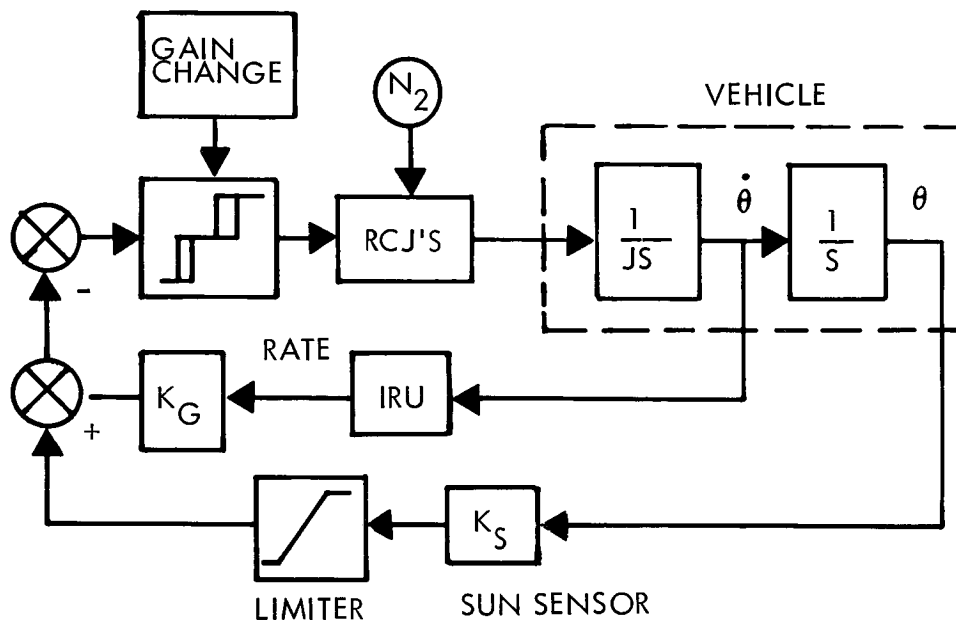 GAIN
CHANGE
N2
VEHICLE
RCJ'S
1
JS
θ̇
1
S
θ
-
RATE
KG
IRU
+
KS
LIMITER
SUN SENSOR